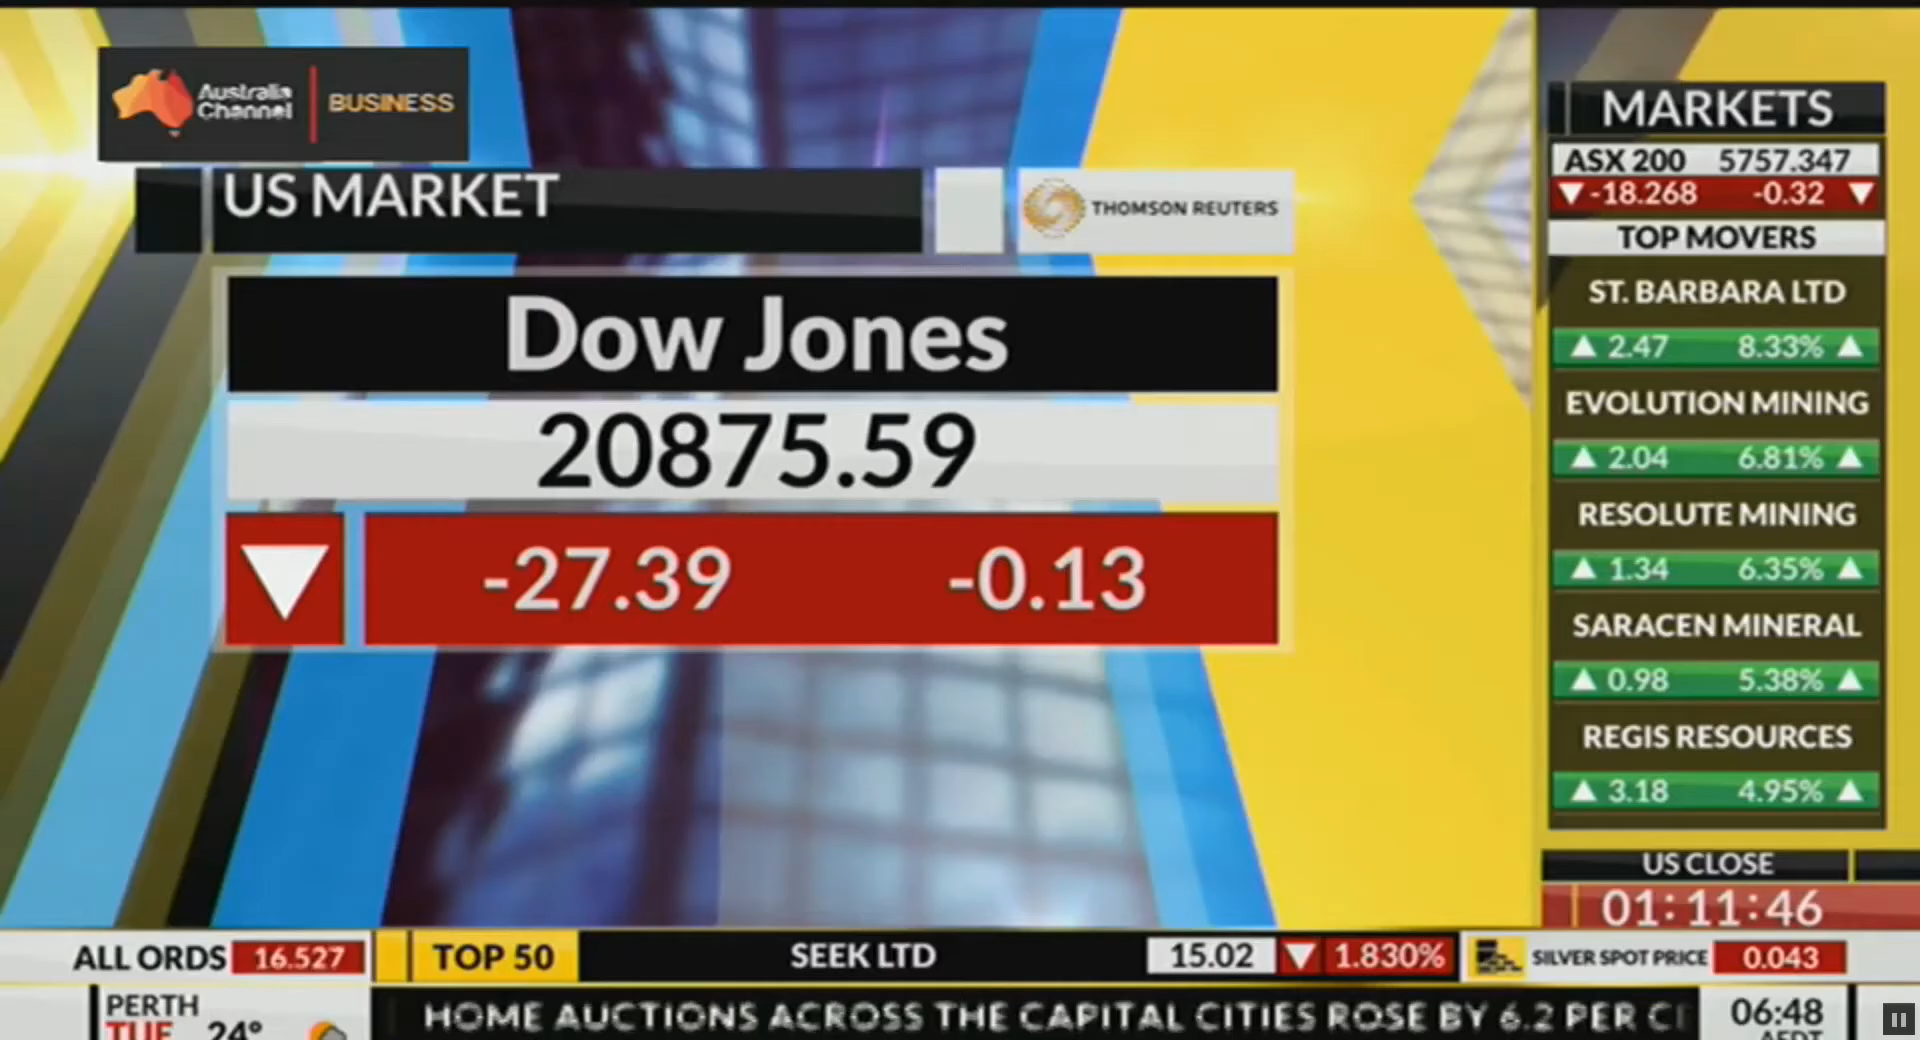 Australia
Channel
BUSINESS
US MARKET
THOMSON REUTERS
Dow Jones
20875.59
-27.39 -0.13
MARKETS
ASX 200 5757.347
-18.268 -0.32
TOP MOVERS
ST. BARBARA LTD
2.47 8.33%
EVOLUTION MINING
2.04 6.81%
RESOLUTE MINING
1.34 6.35%
SARACEN MINERAL
0.98 5.38%
REGIS RESOURCES
3.18 4.95%
US CLOSE
01:11:46
ALL ORDS 16.527 TOP 50 SEEK LTD 15.02 1.830% SILVER SPOT PRICE 0.043
PERTH
TUE 24°
HOME AUCTIONS ACROSS THE CAPITAL CITIES ROSE BY 6.2 PER
06:48
AEDT